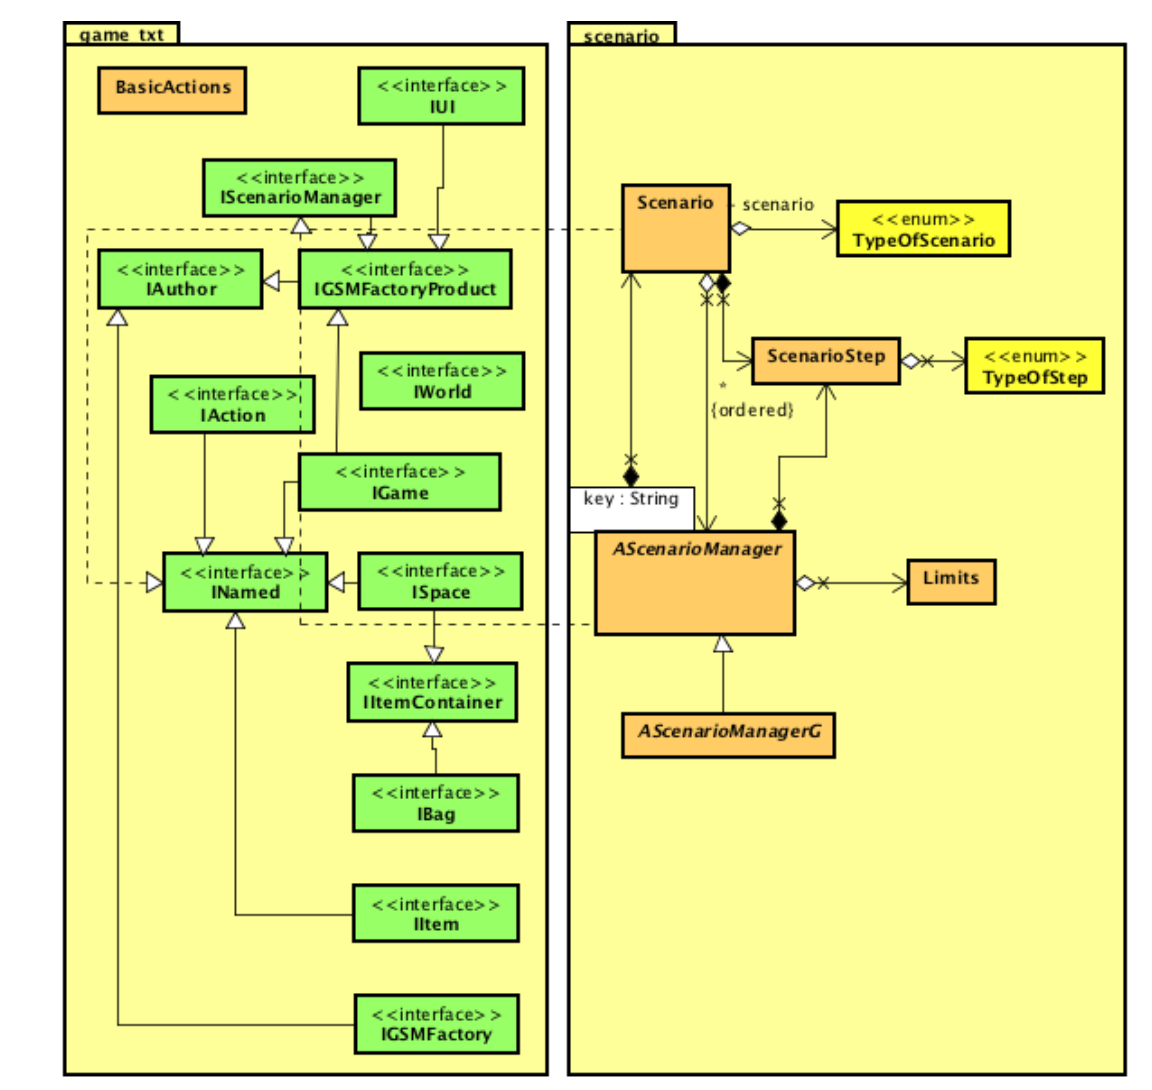 game_txt
BasicActions
<<interface>>
IUI
<<interface>>
IScenarioManager
<<interface>>
IAuthor
<<interface>>
IGSMFactoryProduct
<<interface>>
IWorld
<<interface>>
IAction
<<interface>>
IGame
<<interface>>
INamed
<<interface>>
ISpace
<<interface>>
IItemContainer
<<interface>>
IBag
<<interface>>
IItem
<<interface>>
IGSMFactory
scenario
Scenario
- scenario
<<enum>>
TypeOfScenario
ScenarioStep
<<enum>>
TypeOfStep
*
{ordered}
key : String
AScenarioManager
Limits
AScenarioManagerG